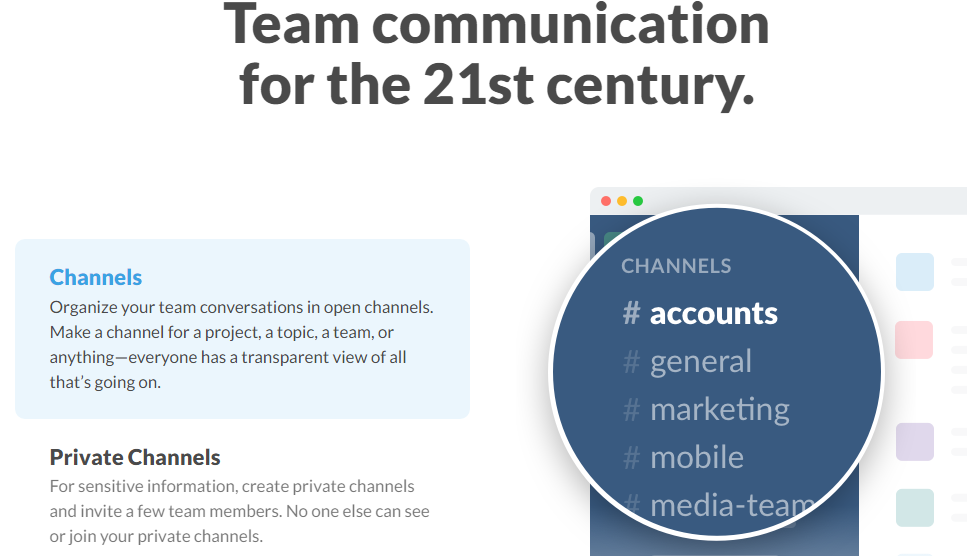 Team communication
for the 21st century.
Channels
Organize your team conversations in open channels.
Make a channel for a project, a topic, a team, or
anything—everyone has a transparent view of all
that’s going on.
Private Channels
For sensitive information, create private channels
and invite a few team members. No one else can see
or join your private channels.
CHANNELS
# accounts
# general
# marketing
# mobile
# media-team